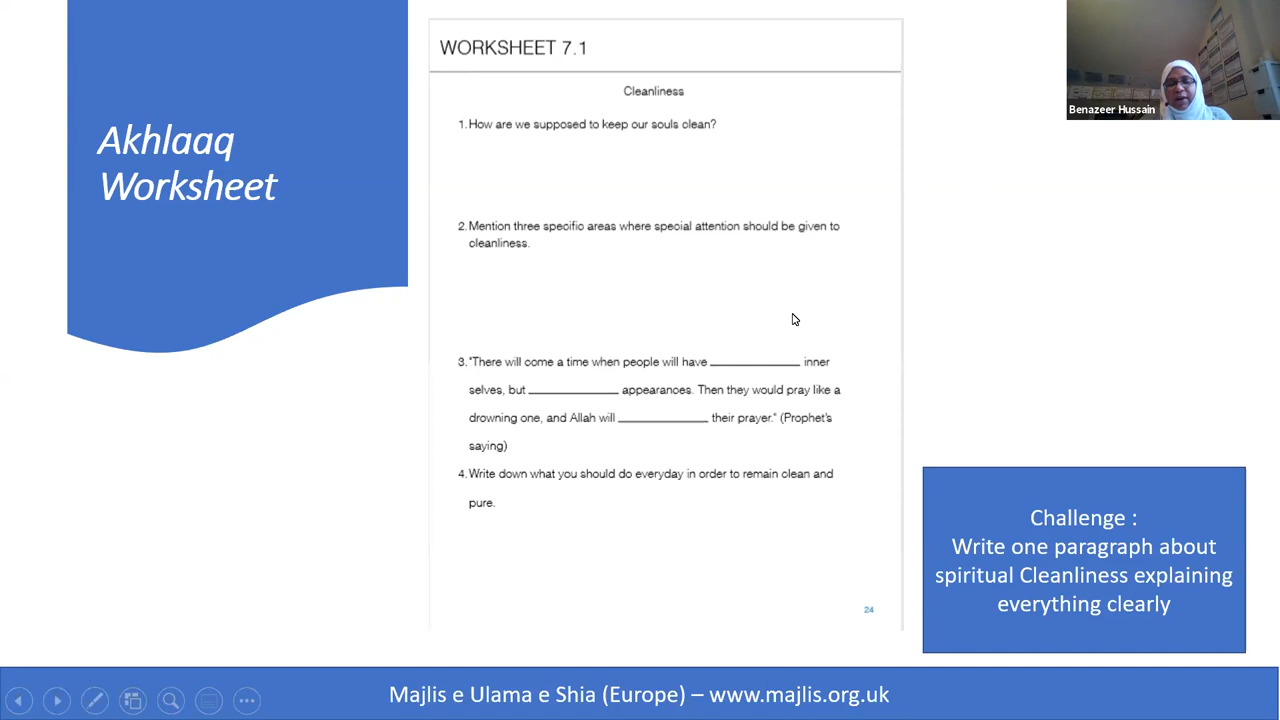 Akhlaaq
Worksheet
WORKSHEET 7.1
Cleanliness
1. How are we supposed to keep our souls clean?
2. Mention three specific areas where special attention should be given to
cleanliness.
3. "There will come a time when people will have ______________ inner
selves, but ______________ appearances. Then they would pray like a
drowning one, and Allah will ______________ their prayer." (Prophet's
saying)
4. Write down what you should do everyday in order to remain clean and
pure.
24
Benazeer Hussain
Challenge :
Write one paragraph about
spiritual Cleanliness explaining
everything clearly
Majlis e Ulama e Shia (Europe) – www.majlis.org.uk